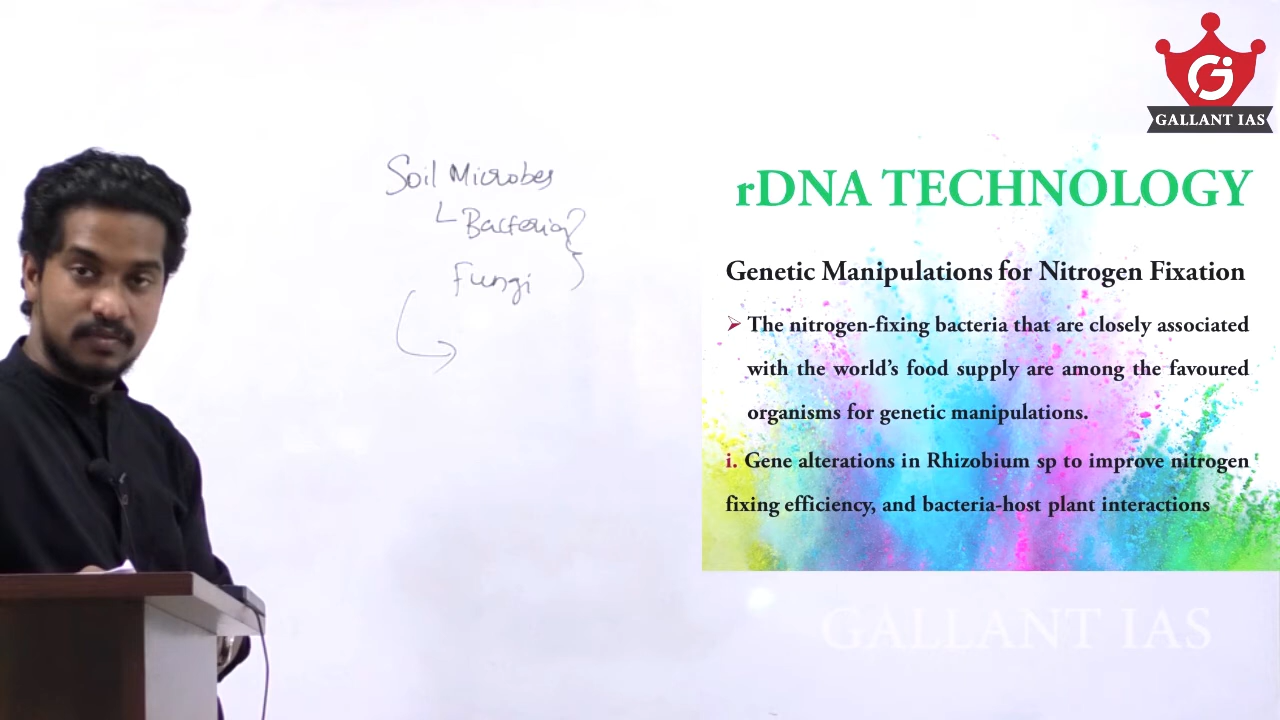 GALLANT IAS
Soil Microbes
Bacteria
Fungi
rDNA TECHNOLOGY
Genetic Manipulations for Nitrogen Fixation
➢ The nitrogen-fixing bacteria that are closely associated
with the world’s food supply are among the favoured
organisms for genetic manipulations.
i. Gene alterations in Rhizobium sp to improve nitrogen
fixing efficiency, and bacteria-host plant interactions
GALLANT IAS